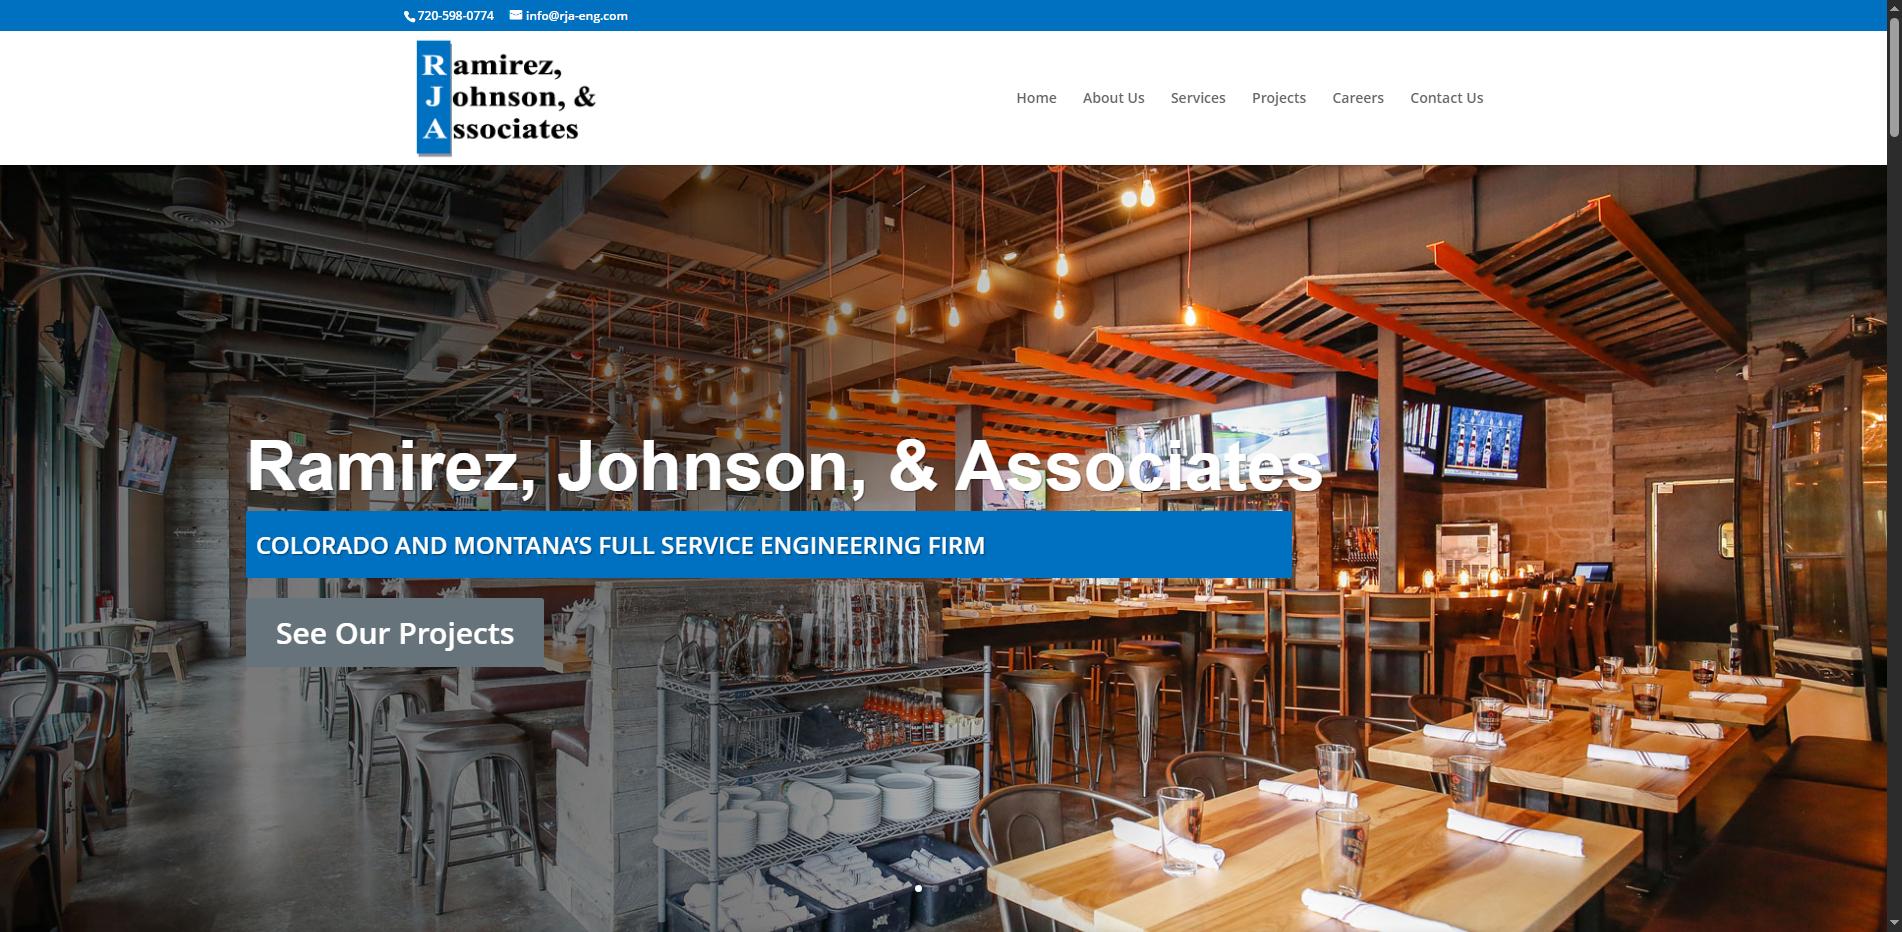 720-598-0774 info@rja-eng.com
Ramirez,
Johnson, &
Associates
Home About Us Services Projects Careers Contact Us
Ramirez, Johnson, & Associates
COLORADO AND MONTANA’S FULL SERVICE ENGINEERING FIRM
See Our Projects